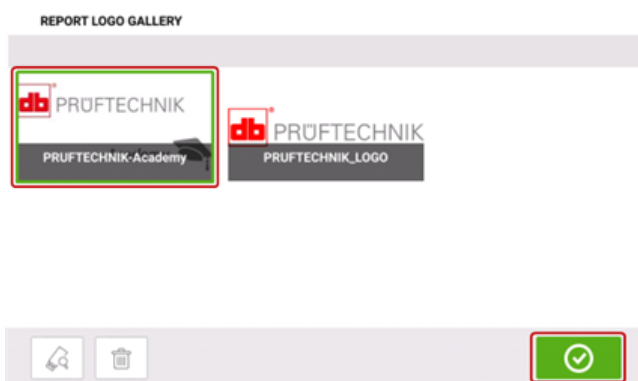 REPORT LOGO GALLERY
db PRÜFTECHNIK
PRUFTECHNIK-Academy
db PRÜFTECHNIK
PRUFTECHNIK_LOGO